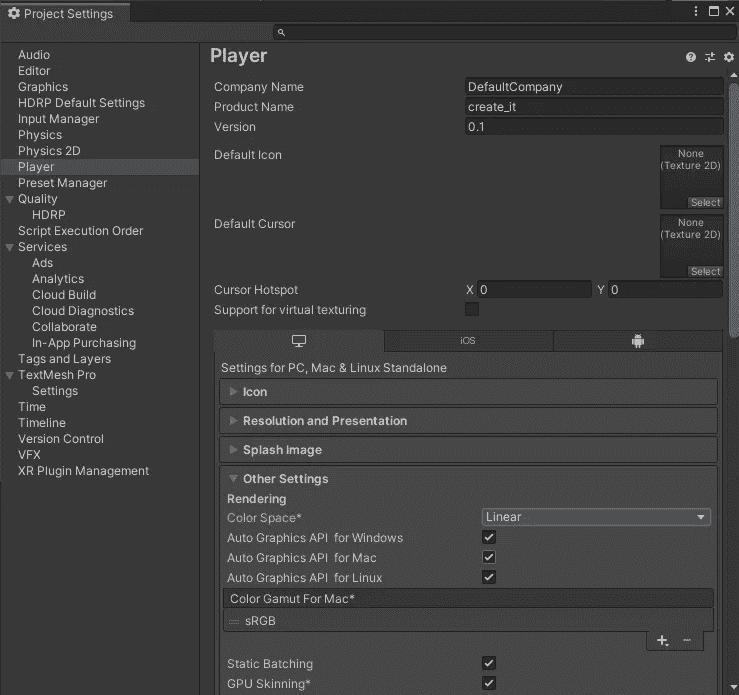 Project Settings
Audio
Editor
Graphics
HDRP Default Settings
Input Manager
Physics
Physics 2D
Player
Preset Manager
Quality
HDRP
Script Execution Order
Services
Ads
Analytics
Cloud Build
Cloud Diagnostics
Collaborate
In-App Purchasing
Tags and Layers
TextMesh Pro
Settings
Time
Timeline
Version Control
VFX
XR Plugin Management
Player
Company Name DefaultCompany
Product Name create_it
Version 0.1
Default Icon None
(Texture 2D)
Select
Default Cursor None
(Texture 2D)
Select
Cursor Hotspot X 0 Y 0
Support for virtual texturing
iOS
Settings for PC, Mac & Linux Standalone
Icon
Resolution and Presentation
Splash Image
Other Settings
Rendering
Color Space* Linear
Auto Graphics API for Windows
Auto Graphics API for Mac
Auto Graphics API for Linux
Color Gamut For Mac*
sRGB
Static Batching
GPU Skinning*